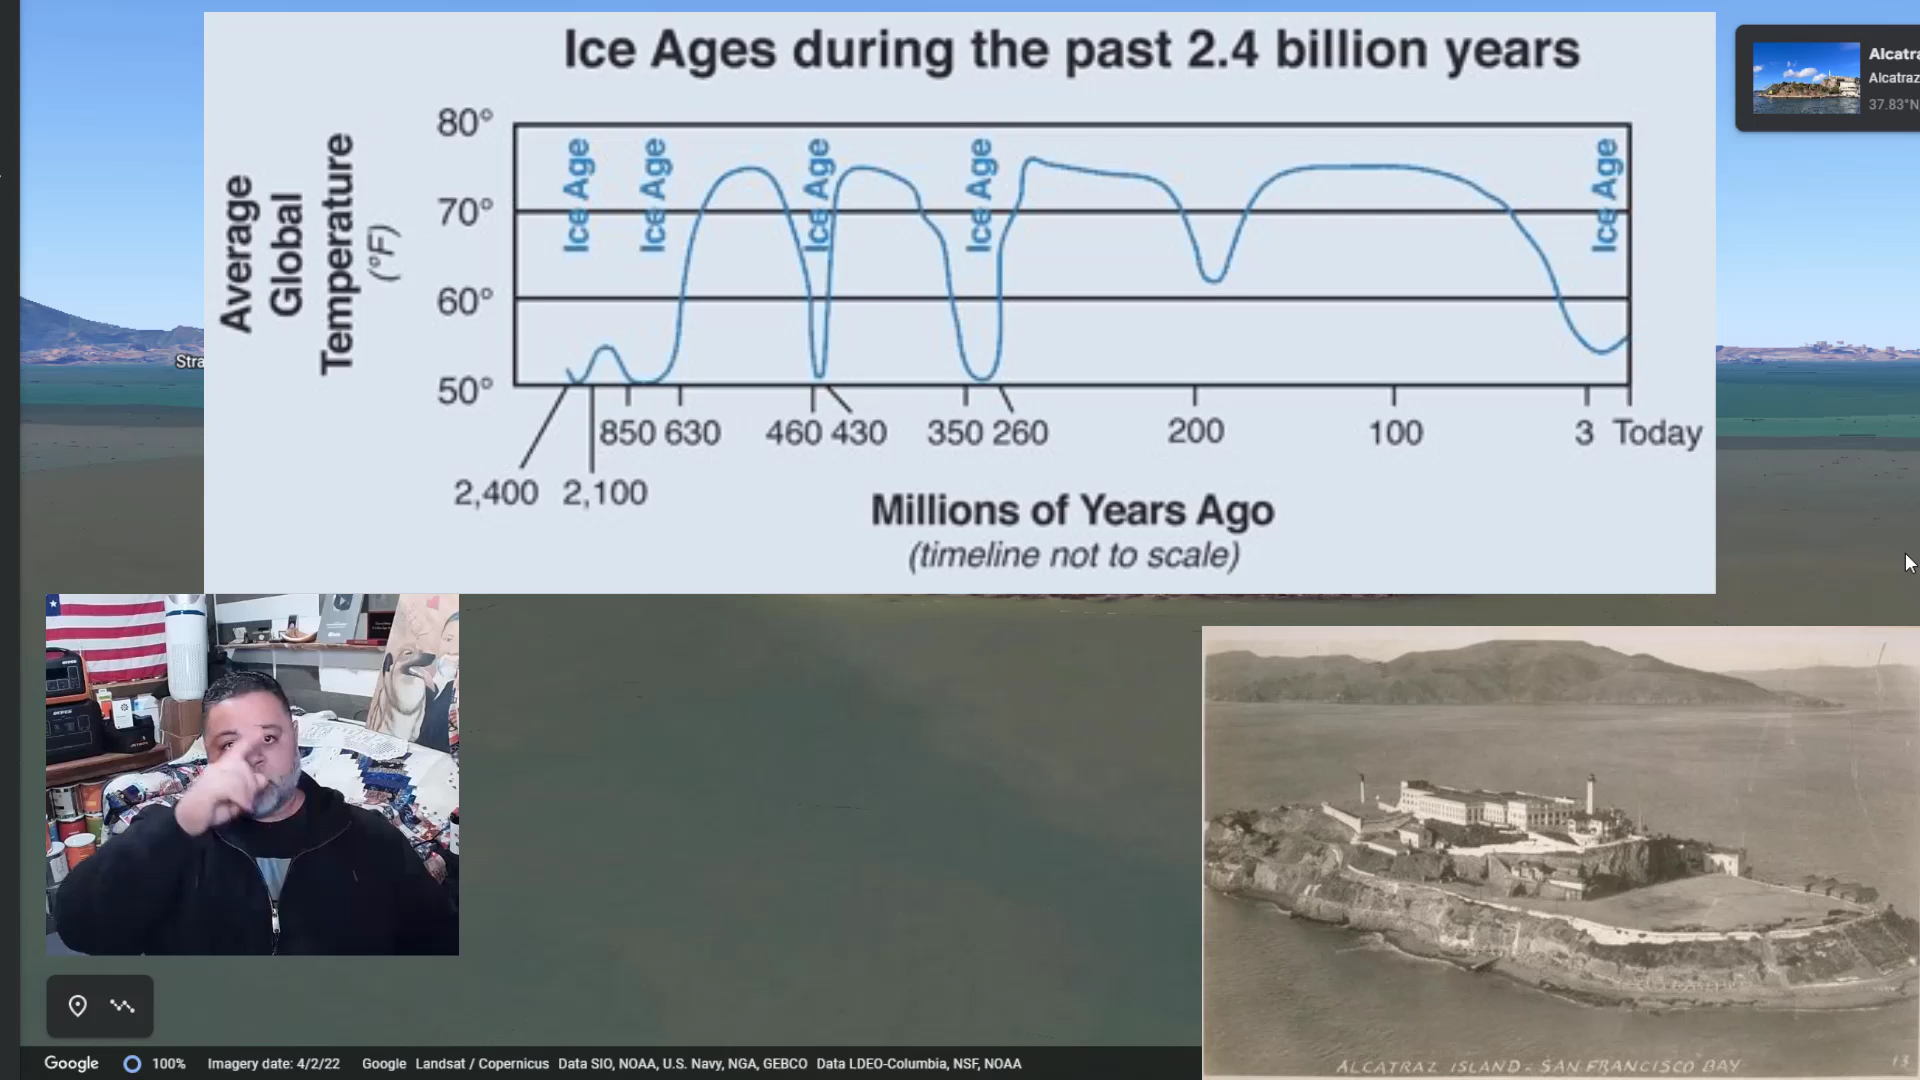 Ice Ages during the past 2.4 billion years
Average
Global
Temperature
(°F)
80°
70°
60°
50°
Ice Age
Ice Age
Ice Age
Ice Age
Ice Age
850 630 460 430 350 260 200 100 3 Today
2,400 2,100
Millions of Years Ago
(timeline not to scale)
Alcatra
Alcatraz
37.83°N
Stra
ALCATRAZ ISLAND - SAN FRANCISCO BAY
13
Google 100% Imagery date: 4/2/22 Google Landsat / Copernicus Data SIO, NOAA, U.S. Navy, NGA, GEBCO Data LDEO-Columbia, NSF, NOAA